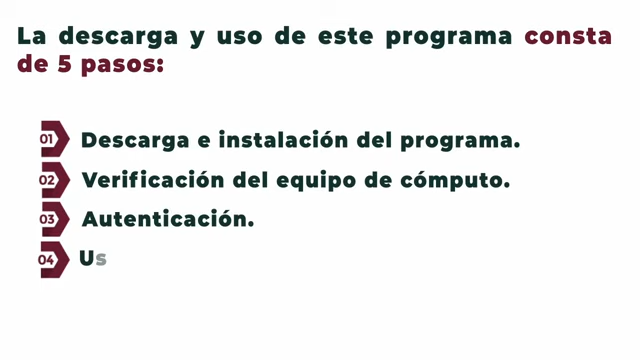 La descarga y uso de este programa consta
de 5 pasos:
01 Descarga e instalación del programa.
02 Verificación del equipo de cómputo.
03 Autenticación.
04 Us